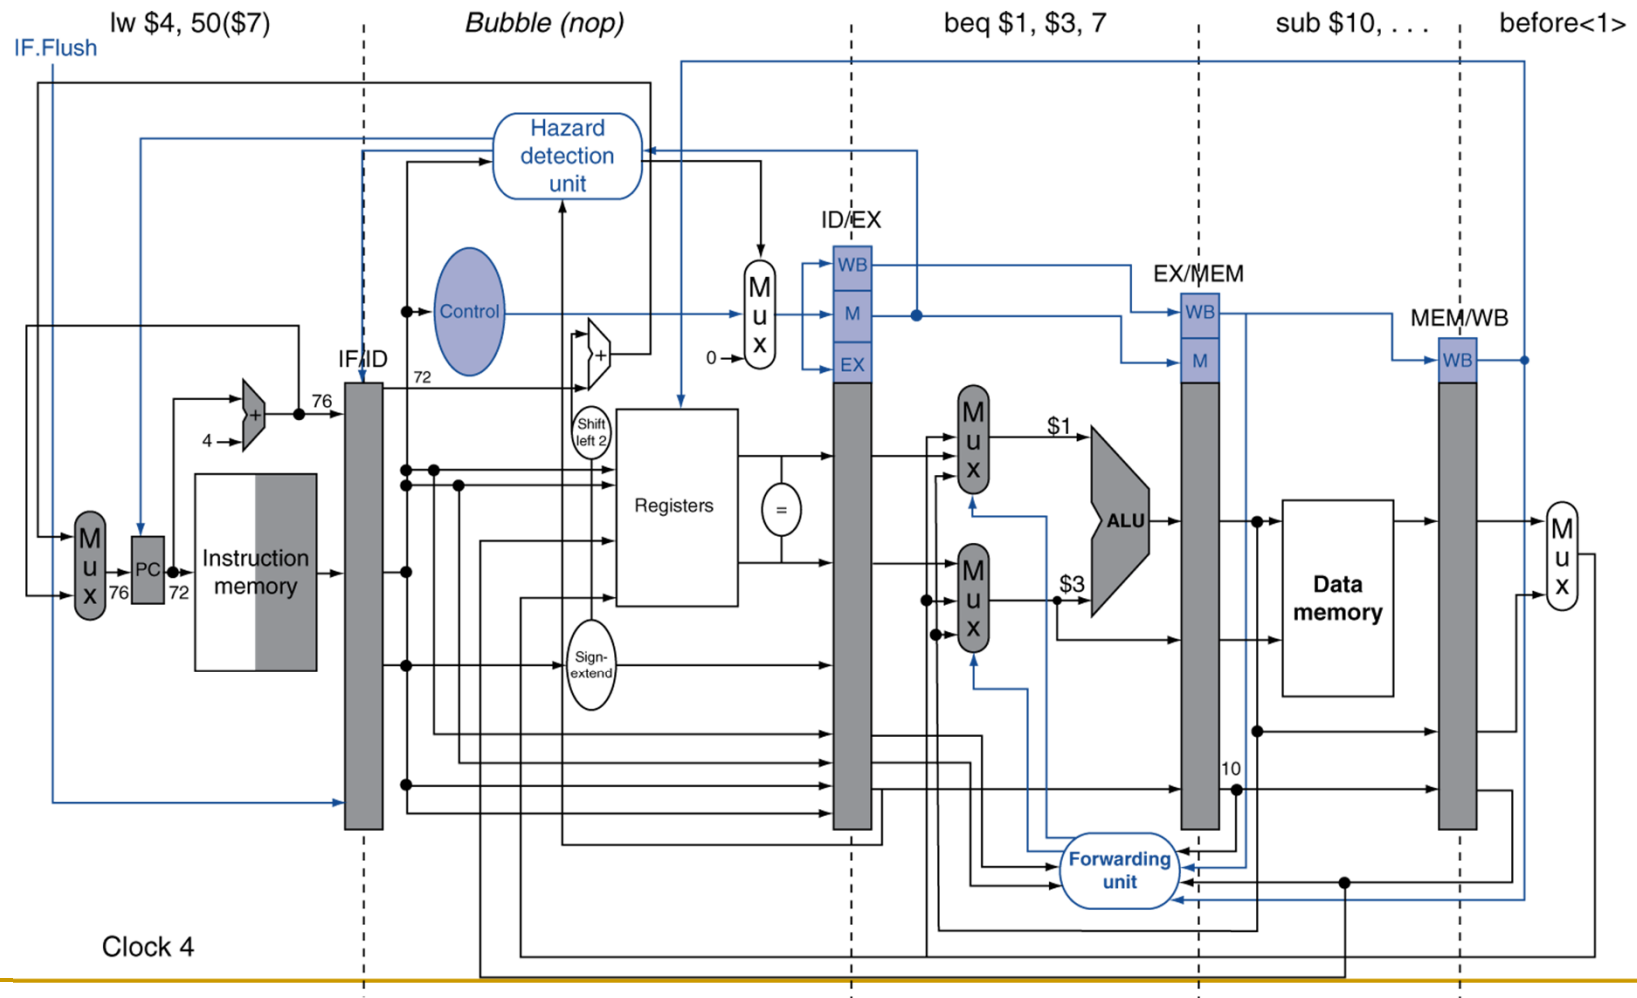 lw $4, 50($7)
Bubble (nop)
beq $1, $3, 7
sub $10, . . .
before<1>
IF.Flush
Hazard
detection
unit
ID/EX
WB
M
EX
EX/MEM
WB
M
MEM/WB
WB
Control
M
u
x
0
IF/ID
72
+
76
+
4
Shift
left 2
Registers
=
M
u
x
$1
ALU
M
u
x
$3
M
u
x
76
PC
72
Instruction
memory
Data
memory
M
u
x
Sign-
extend
10
Forwarding
unit
Clock 4